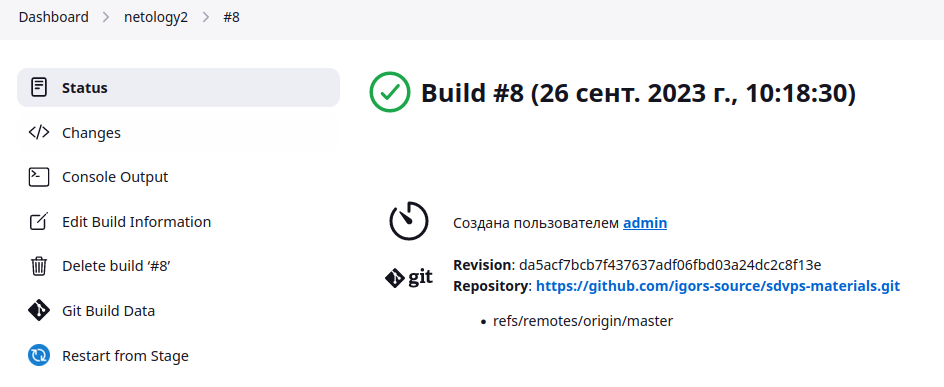 Dashboard > netology2 > #8
Status
Changes
Console Output
Edit Build Information
Delete build ‘#8’
Git Build Data
Restart from Stage
Build #8 (26 сент. 2023 г., 10:18:30)
Создана пользователем admin
git
Revision: da5acf7bcb7f437637adf06fbd03a24dc2c8f13e
Repository: https://github.com/igors-source/sdvps-materials.git
• refs/remotes/origin/master